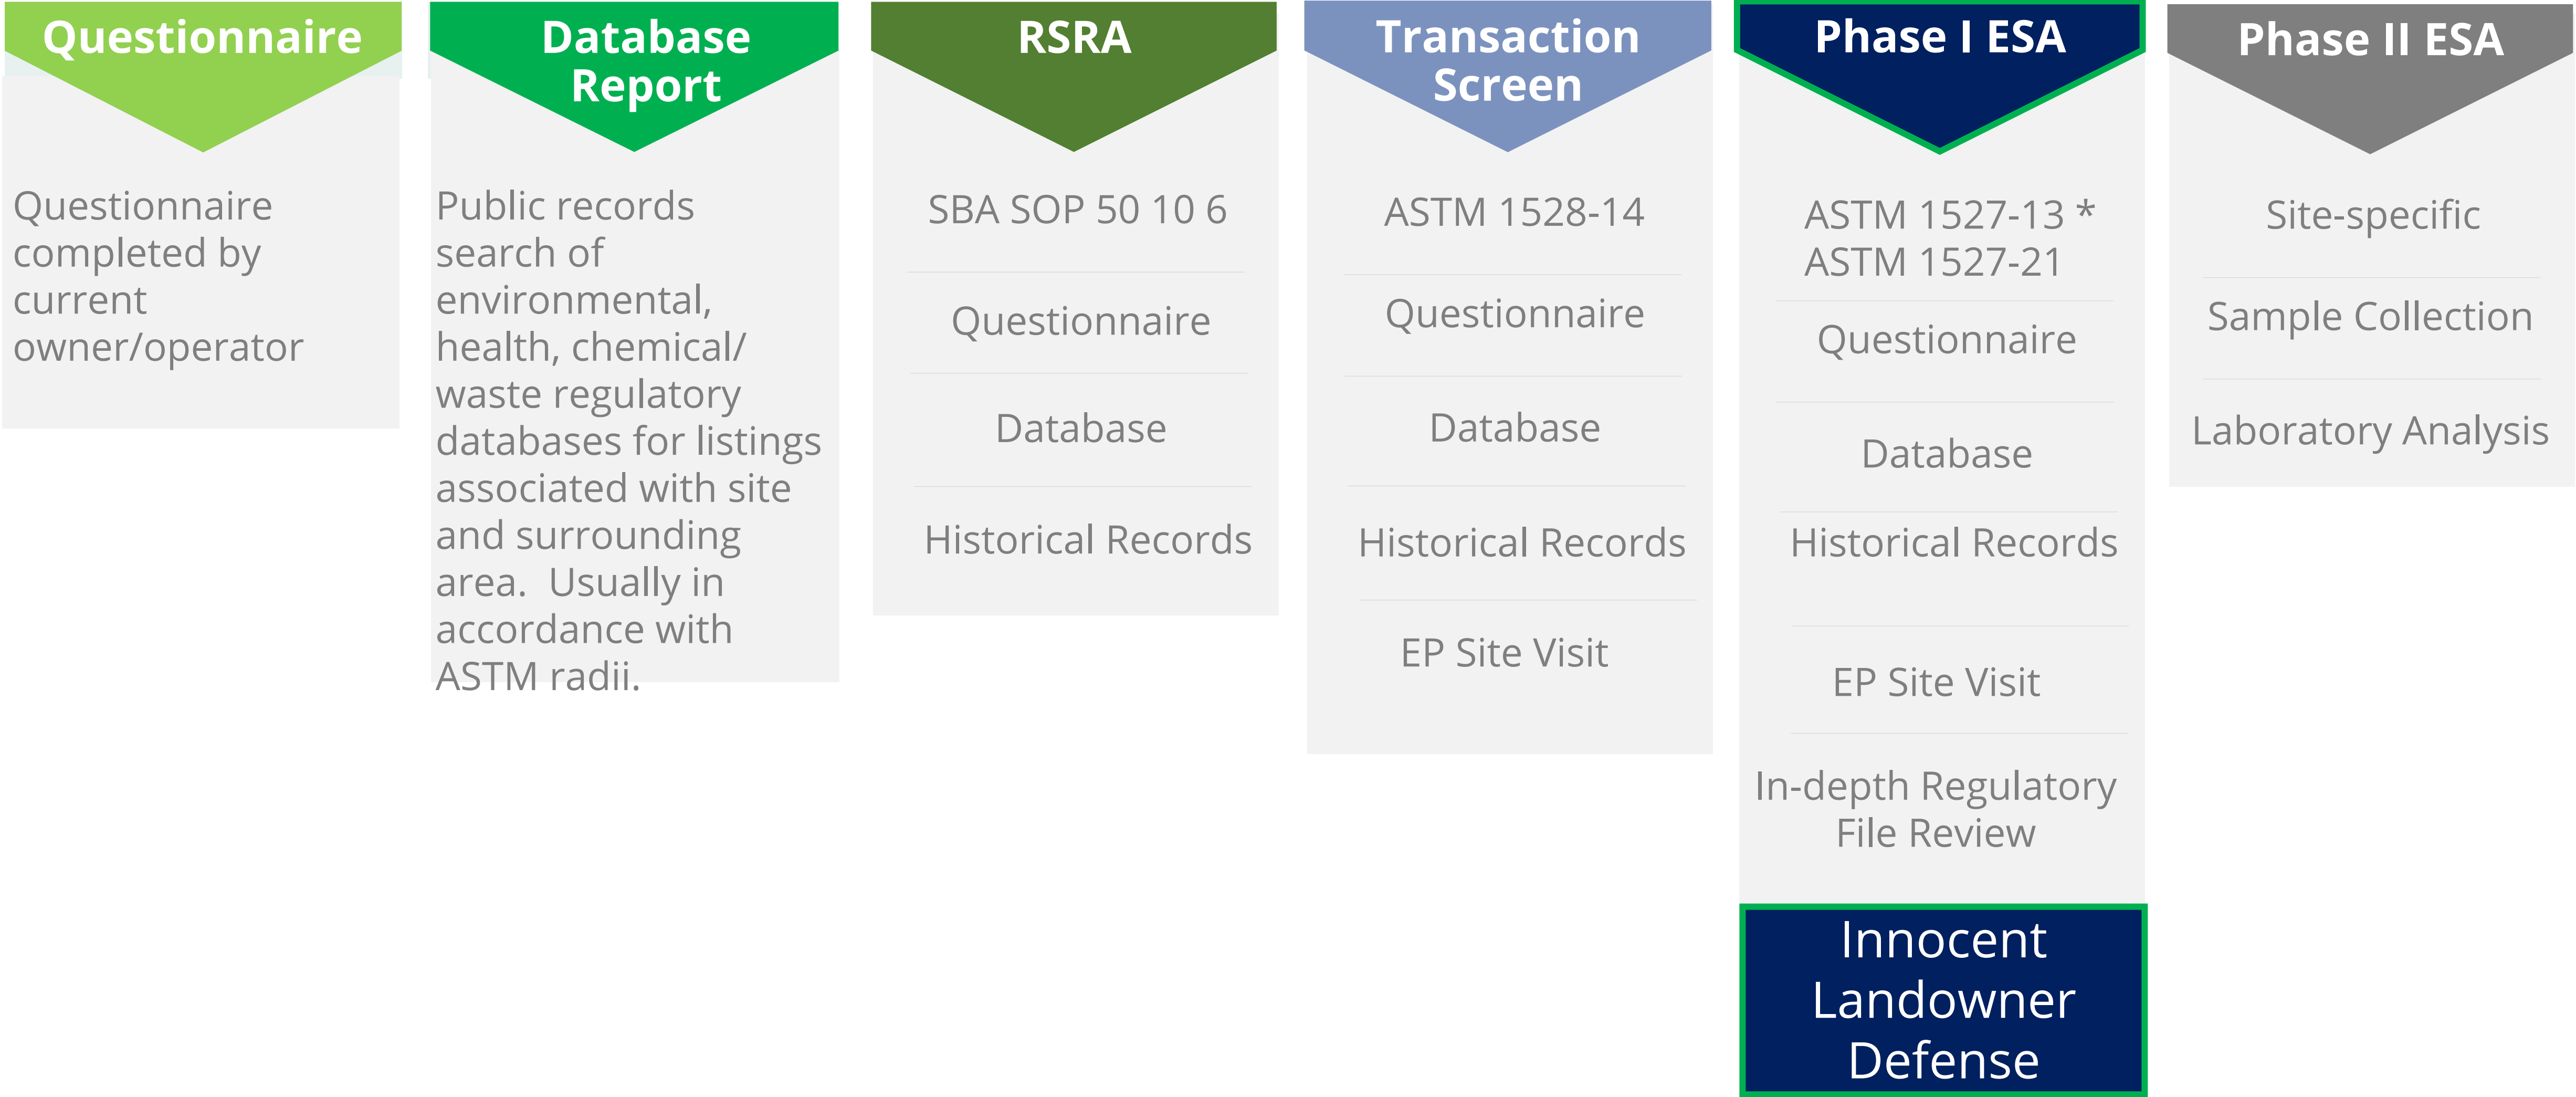 Questionnaire
Questionnaire
completed by
current
owner/operator
Database
Report
Public records
search of
environmental,
health, chemical/
waste regulatory
databases for listings
associated with site
and surrounding
area.  Usually in
accordance with
ASTM radii.
RSRA
SBA SOP 50 10 6
Questionnaire
Database
Historical Records
Transaction
Screen
ASTM 1528-14
Questionnaire
Database
Historical Records
EP Site Visit
Phase I ESA
ASTM 1527-13 *
ASTM 1527-21
Questionnaire
Database
Historical Records
EP Site Visit
In-depth Regulatory
File Review
Innocent
Landowner
Defense
Phase II ESA
Site-specific
Sample Collection
Laboratory Analysis